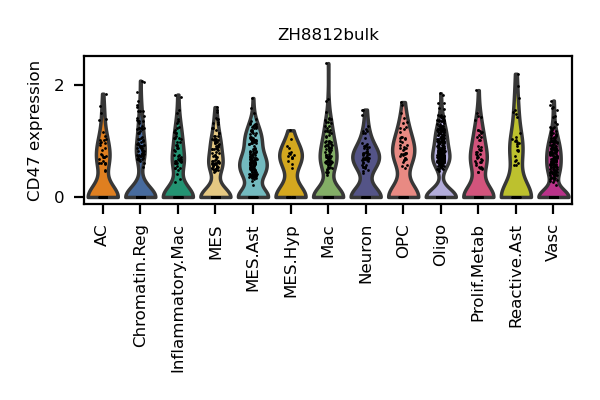 ZH8812bulk
CD47 expression
2
0
AC
Chromatin.Reg
Inflammatory.Mac
MES
MES.Ast
MES.Hyp
Mac
Neuron
OPC
Oligo
Prolif.Metab
Reactive.Ast
Vasc